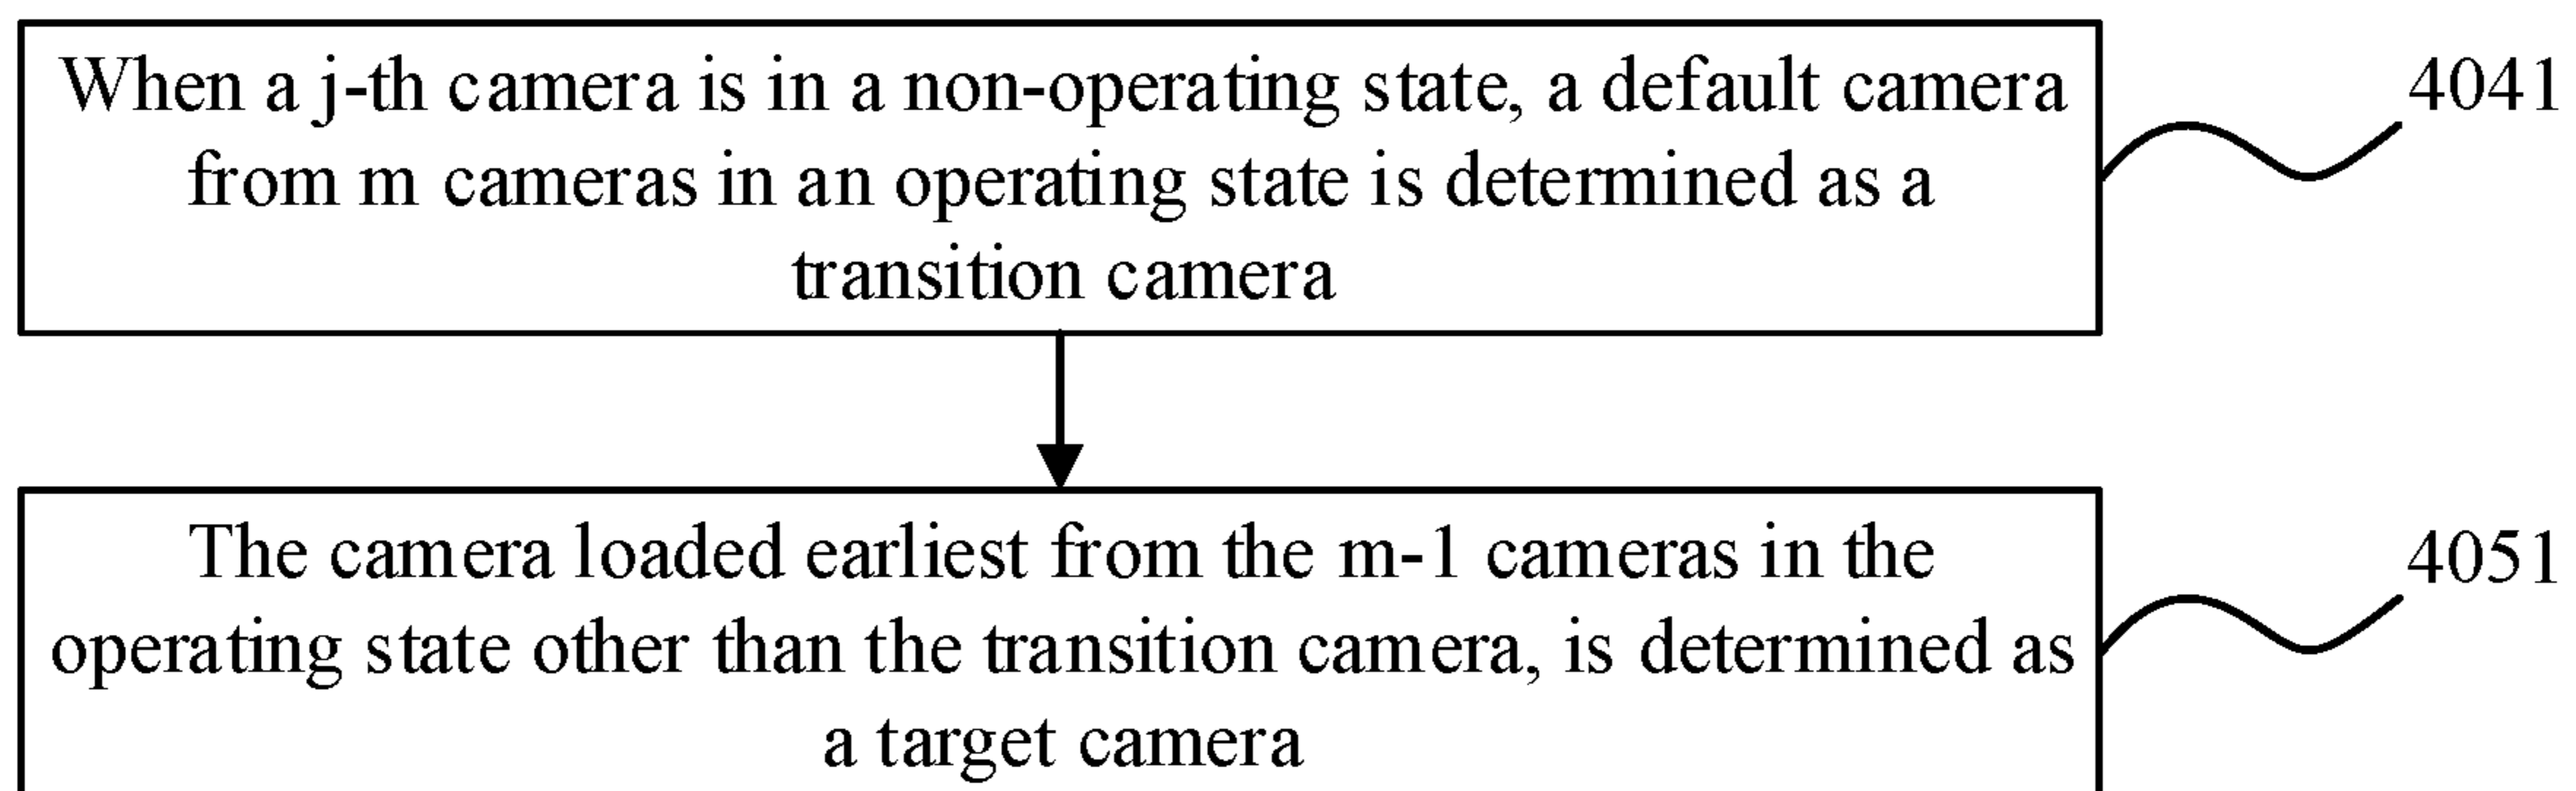 When a j-th camera is in a non-operating state, a default camera
from m cameras in an operating state is determined as a
transition camera
4041
The camera loaded earliest from the m-1 cameras in the
operating state other than the transition camera, is determined as
a target camera
4051